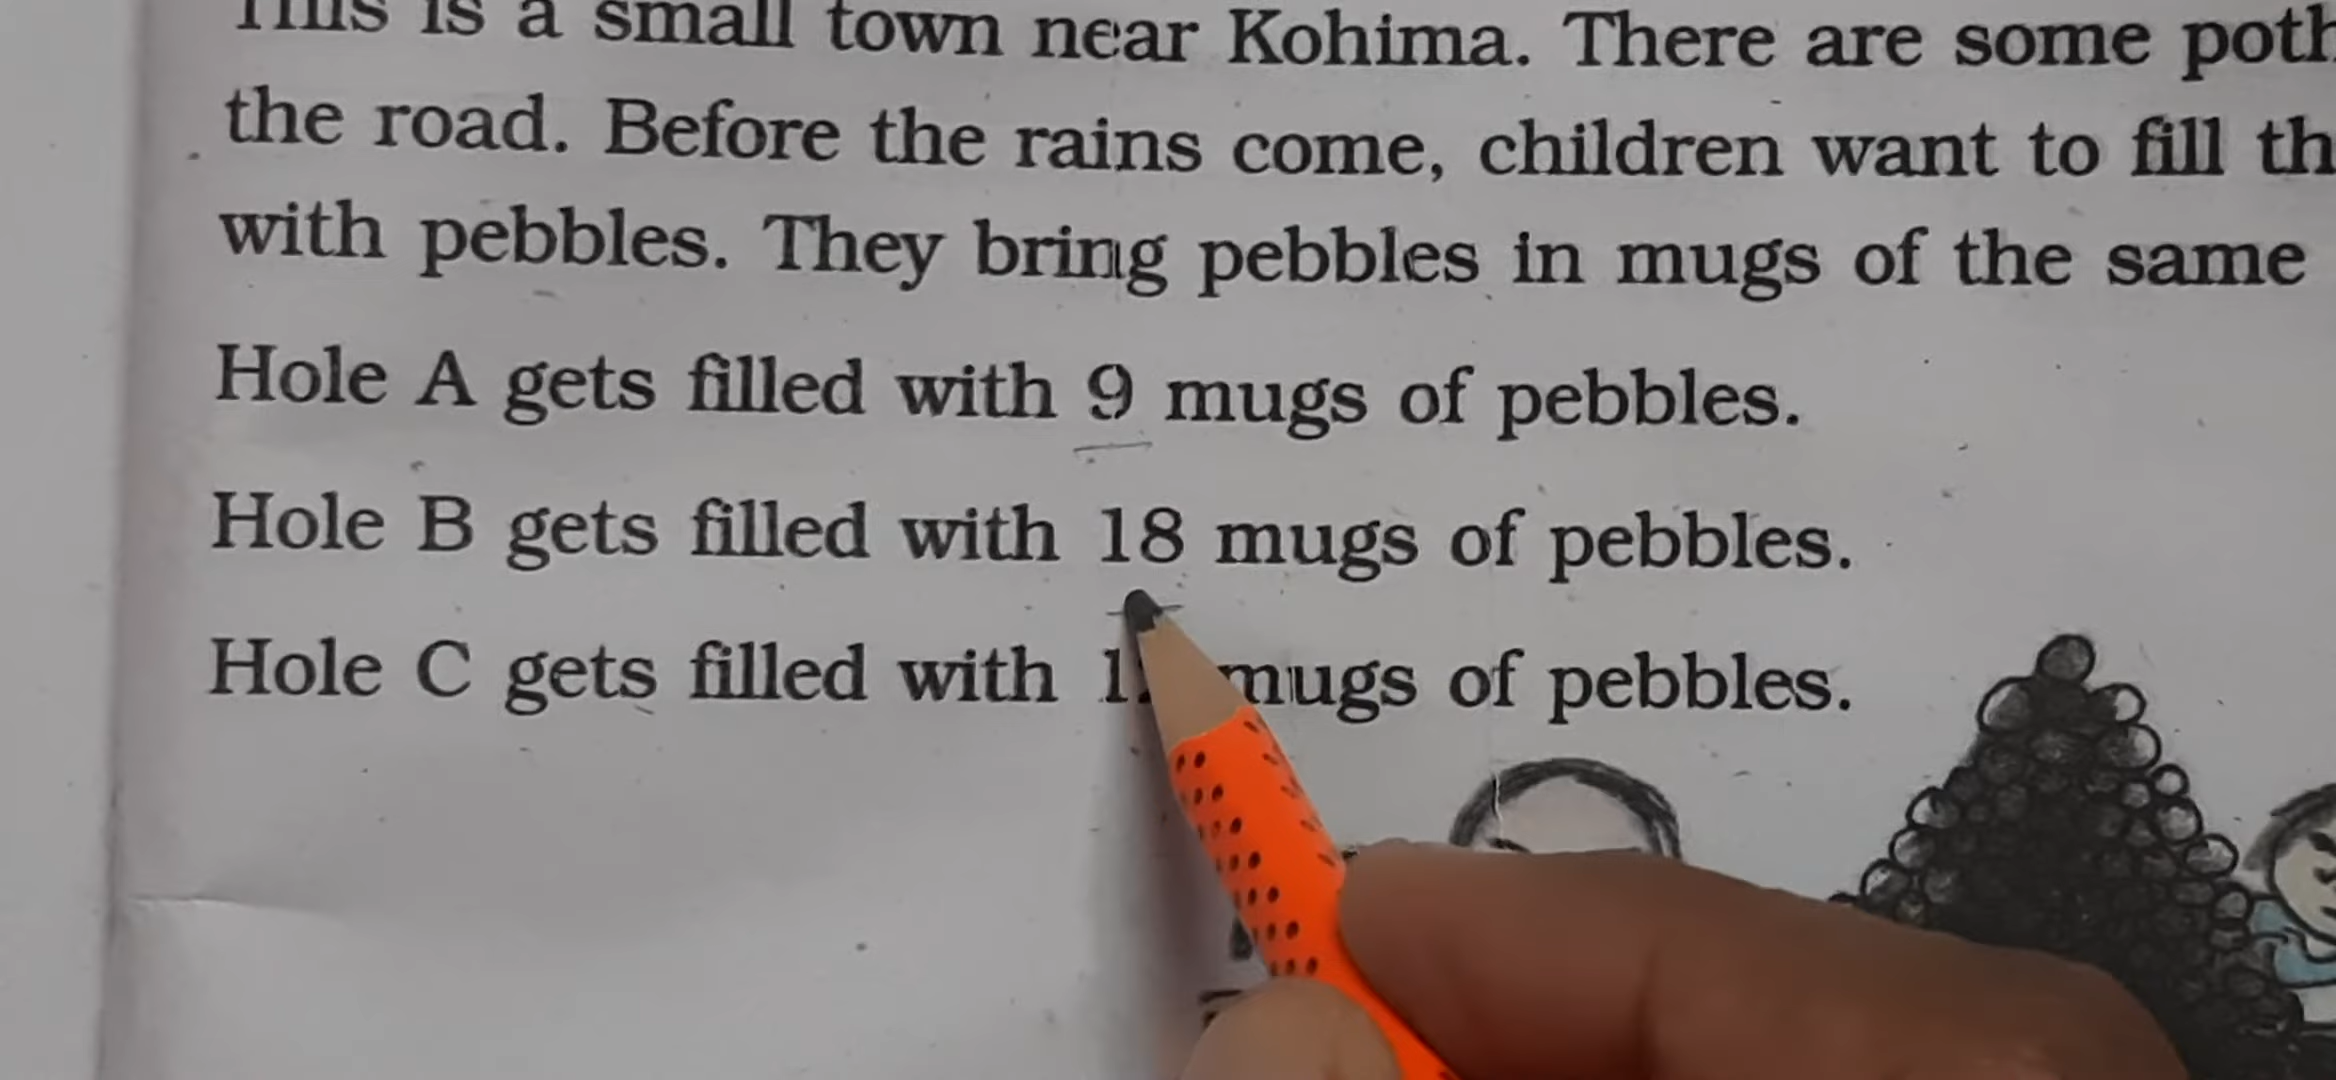 This is a small town near Kohima. There are some poth
the road. Before the rains come, children want to fill th
with pebbles. They bring pebbles in mugs of the same
Hole A gets filled with 9 mugs of pebbles.
Hole B gets filled with 18 mugs of pebbles.
Hole C gets filled with mugs of pebbles.